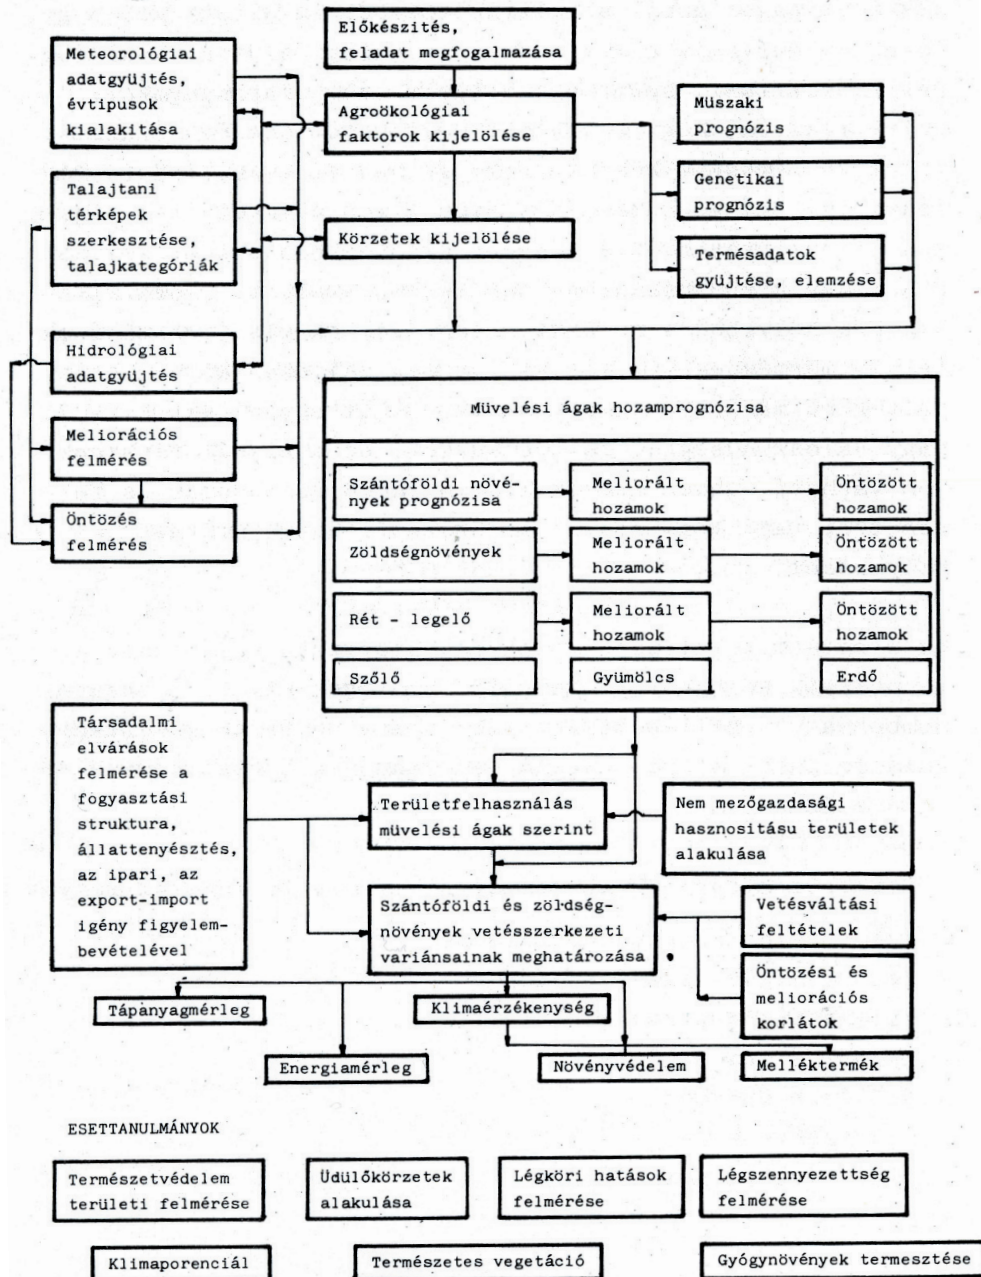 Előkészítés,
feladat megfogalmazása
Meteorológiai
adatgyüjtés,
évtipusok
kialakitása
Agroökológiai
faktorok kijelölése
Müszaki
prognózis
Talajtani
térképek
szerkesztése,
talajkategóriák
Genetikai
prognózis
Körzetek kijelölése
Termésadatok
gyüjtése, elemzése
Hidrológiai
adatgyüjtés
Müvelési ágak hozamprognózisa
Meliorációs
felmérés
Öntözés
felmérés
Szántóföldi növé-
nyek prognózisa
Meliorált
hozamok
Öntözött
hozamok
Zöldségnövények
Meliorált
hozamok
Öntözött
hozamok
Rét - legelő
Meliorált
hozamok
Öntözött
hozamok
Szőlő
Gyümölcs
Erdő
Társadalmi
elvárások
felmérése a
fogyasztási
struktura,
állattenyésztés,
az ipari, az
export-import
igény figyelem-
bevételével
Területfelhasználás
müvelési ágak szerint
Nem mezőgazdasági
hasznositásu területek
alakulása
Szántóföldi és zöldség-
növények vetésszerkezeti
variánsainak meghatározása
Vetésváltási
feltételek
Öntözési és
meliorációs
korlátok
Tápanyagmérleg
Klimaérzékenység
Energiamérleg
Növényvédelem
Melléktermék
ESETTANULMÁNYOK
Természetvédelem
területi felmérése
Üdülőkörzetek
alakulása
Légköri hatások
felmérése
Légszennyezettség
felmérése
Klimaporenciál
Természetes vegetáció
Gyógynövények termesztése